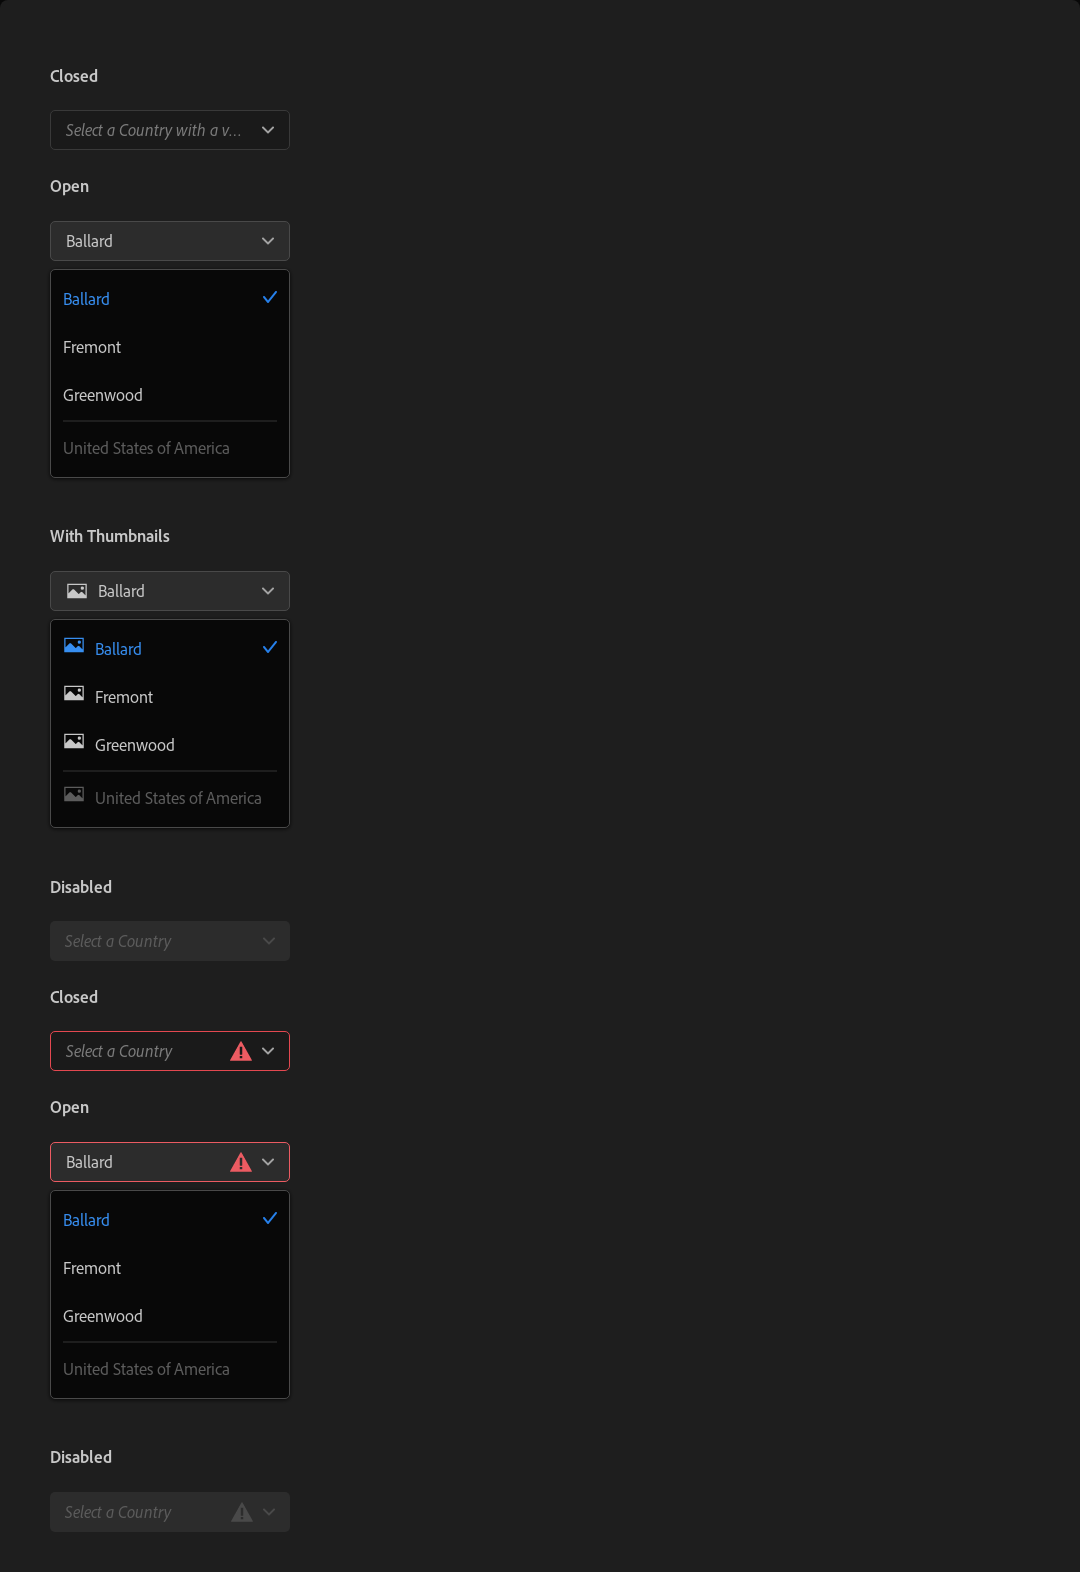 Closed
Select a Country with a v...
Open
Ballard
Ballard
Fremont
Greenwood
United States of America
With Thumbnails
Ballard
Ballard
Fremont
Greenwood
United States of America
Disabled
Select a Country
Closed
Select a Country
Open
Ballard
Ballard
Fremont
Greenwood
United States of America
Disabled
Select a Country